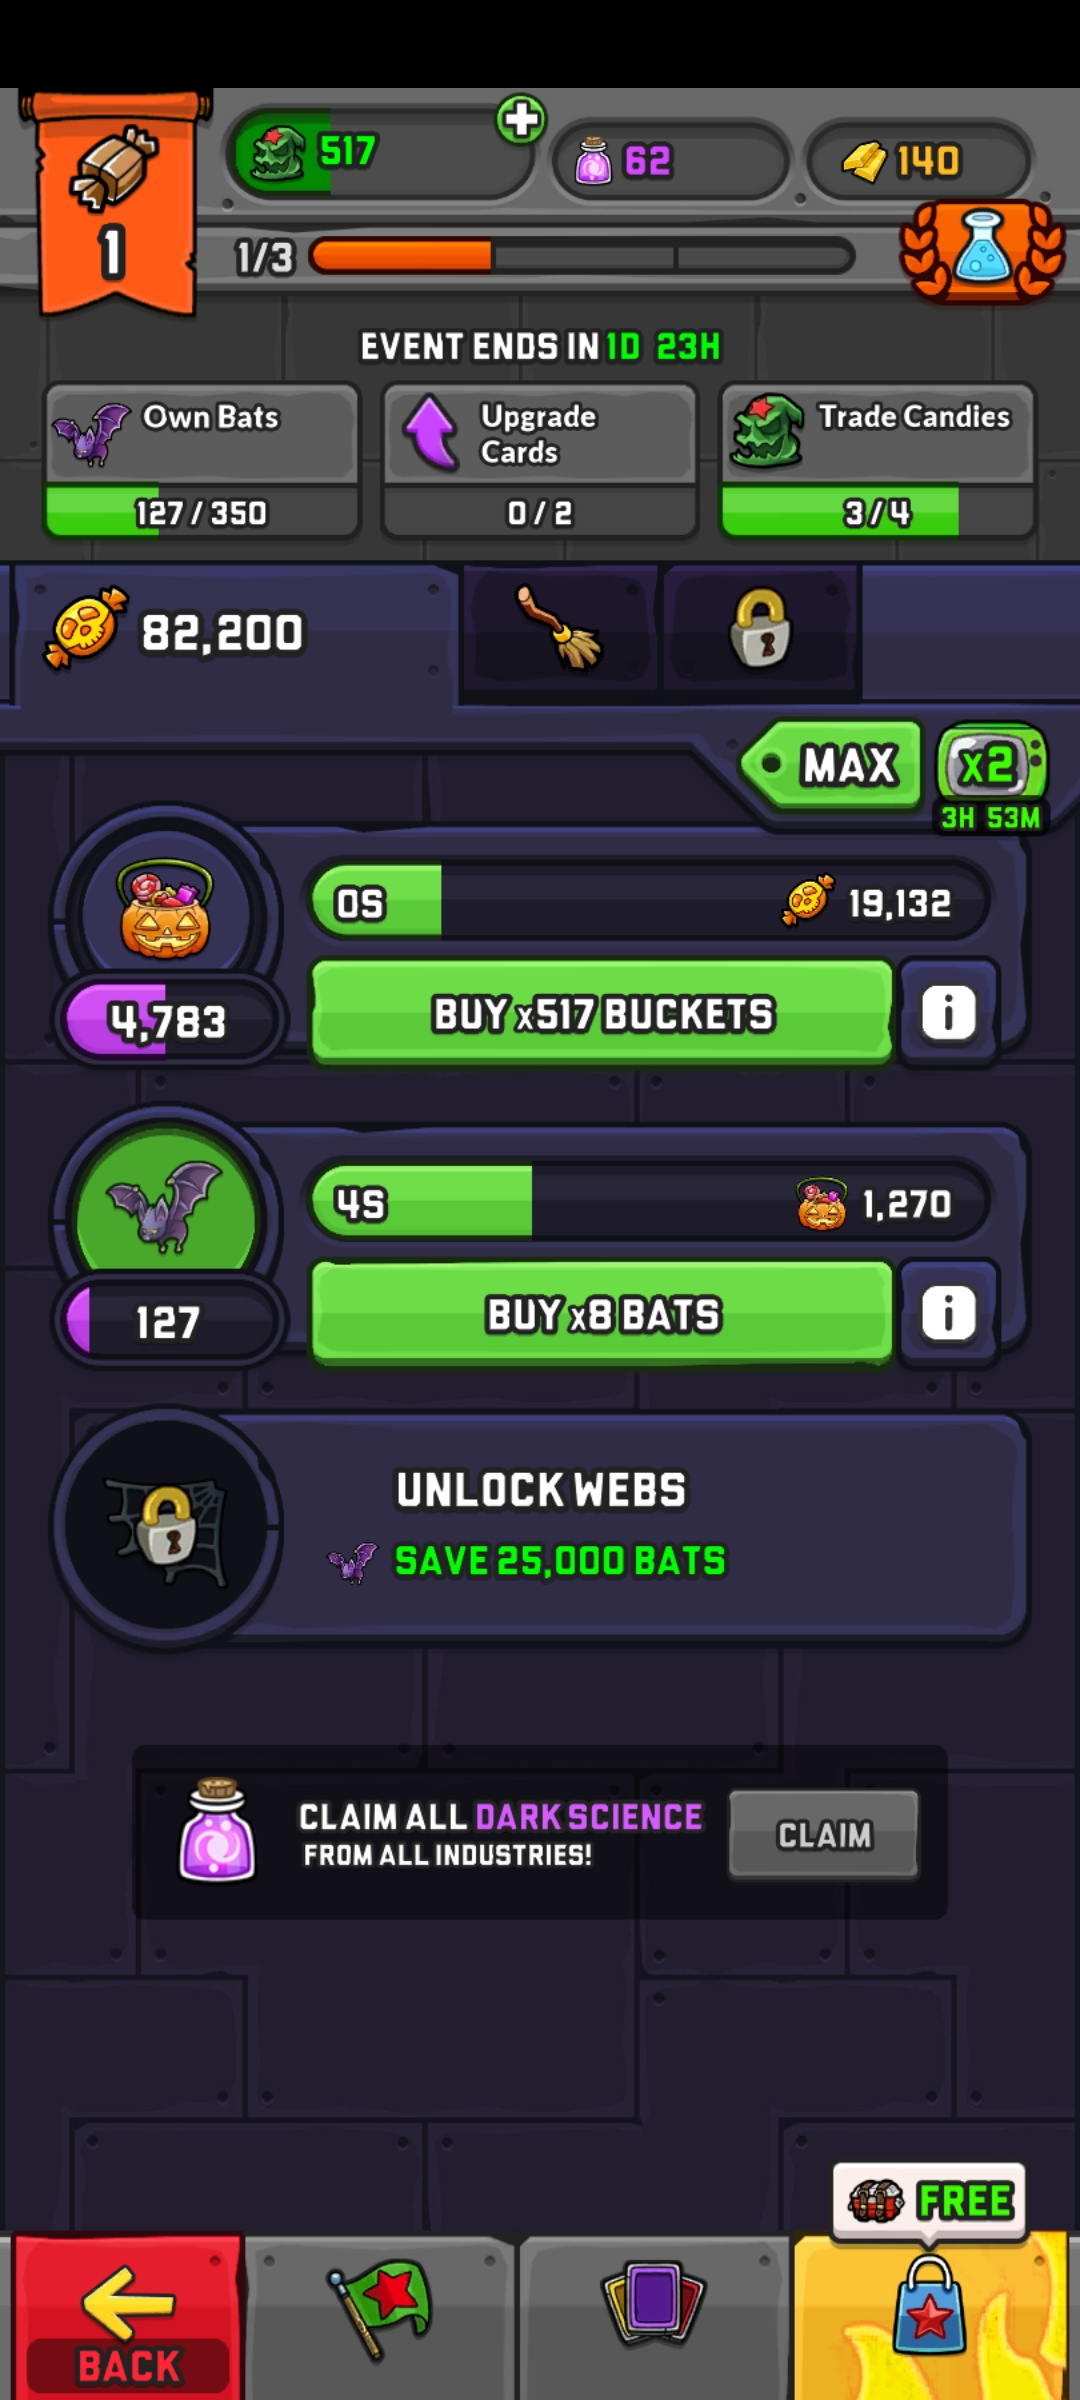 517
62
140
1
1/3
EVENT ENDS IN 1D 23H
Own Bats
127 / 350
Upgrade
Cards
0 / 2
Trade Candies
3 / 4
82,200
MAX
x2
3H 53M
0S
19,132
4,783
BUY x517 BUCKETS
i
4S
1,270
127
BUY x8 BATS
i
UNLOCK WEBS
SAVE 25,000 BATS
CLAIM ALL DARK SCIENCE
FROM ALL INDUSTRIES!
CLAIM
FREE
BACK